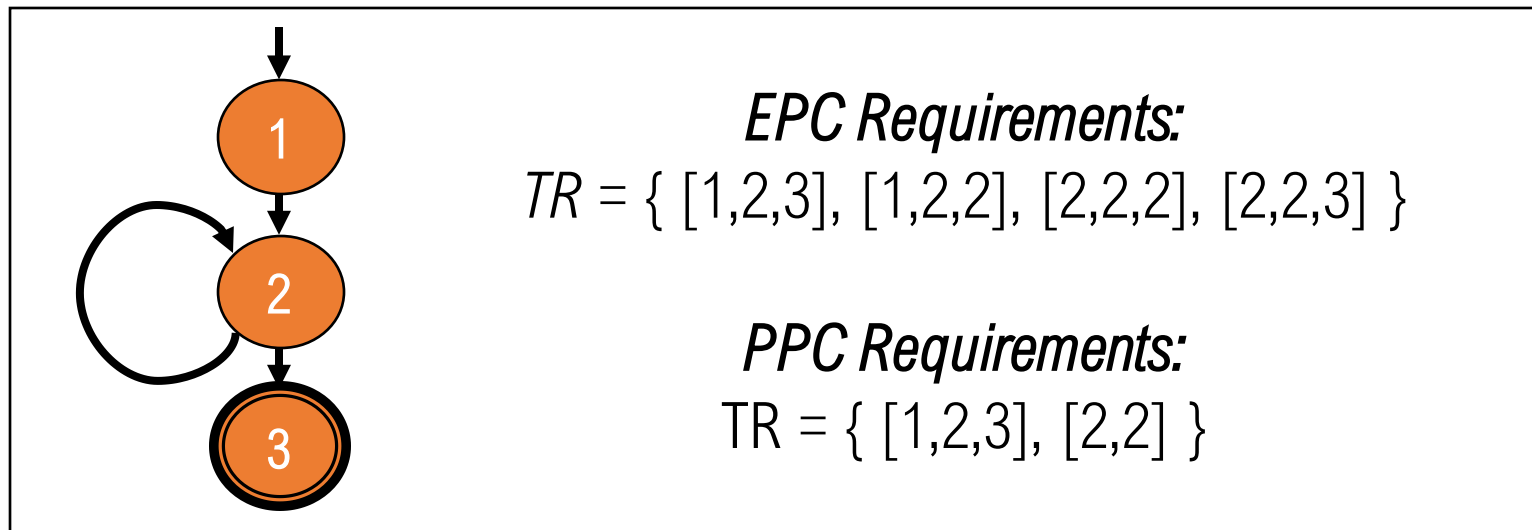 1
2
3
EPC Requirements:
TR = { [1,2,3], [1,2,2], [2,2,2], [2,2,3] }
PPC Requirements:
TR = { [1,2,3], [2,2] }